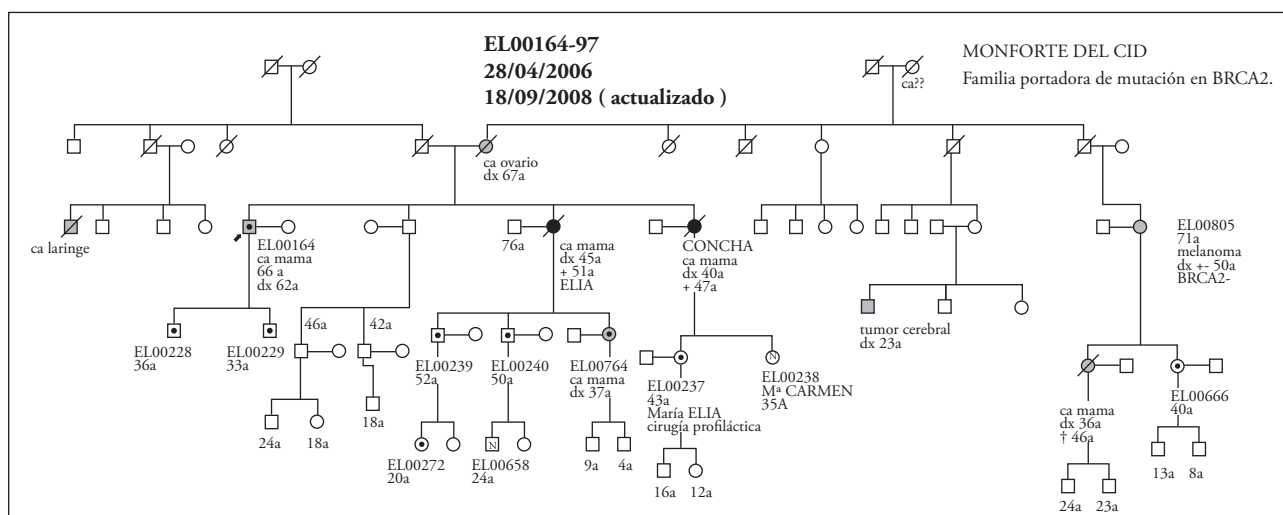 EL00164-97
28/04/2006
18/09/2008 ( actualizado )
MONFORTE DEL CID
Familia portadora de mutación en BRCA2.
ca??
ca ovario
dx 67a
ca laringe
EL00164
ca mama
66 a
dx 62a
76a
ca mama
dx 45a
+ 51a
ELIA
CONCHA
ca mama
dx 40a
+ 47a
EL00805
71a
melanoma
dx +- 50a
BRCA2-
tumor cerebral
dx 23a
EL00228
36a
EL00229
33a
46a
42a
EL00239
52a
EL00240
50a
EL00764
ca mama
dx 37a
EL00237
43a
María ELIA
cirugía profiláctica
N
EL00238
Mª CARMEN
35A
ca mama
dx 36a
† 46a
EL00666
40a
24a
18a
18a
EL00272
20a
N
EL00658
24a
9a
4a
16a
12a
24a
23a
13a
8a